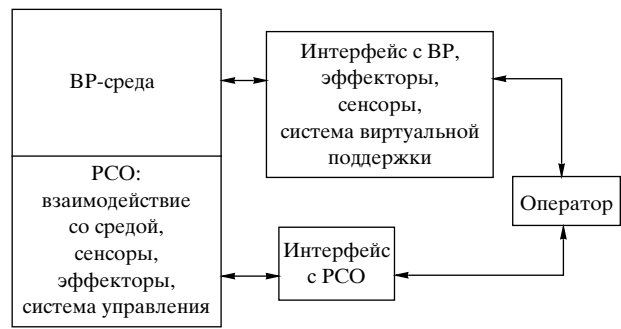 ВР-среда
Интерфейс с ВР,
эффекторы,
сенсоры,
система виртуальной
поддержки
РСО:
взаимодействие
со средой,
сенсоры,
эффекторы,
система управления
Интерфейс
с РСО
Оператор